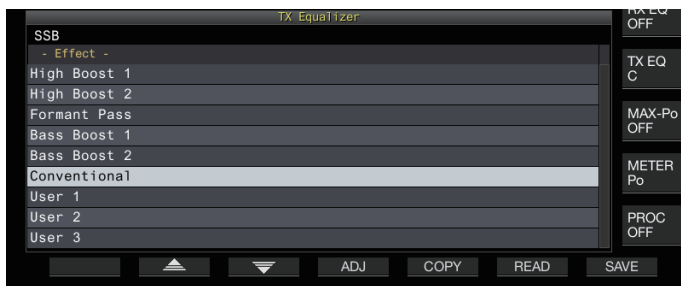 TX Equalizer
SSB
- Effect -
High Boost 1
High Boost 2
Formant Pass
Bass Boost 1
Bass Boost 2
Conventional
User 1
User 2
User 3
RX EQ
OFF
TX EQ
C
MAX-Po
OFF
METER
Po
PROC
OFF
ADJ
COPY
READ
SAVE